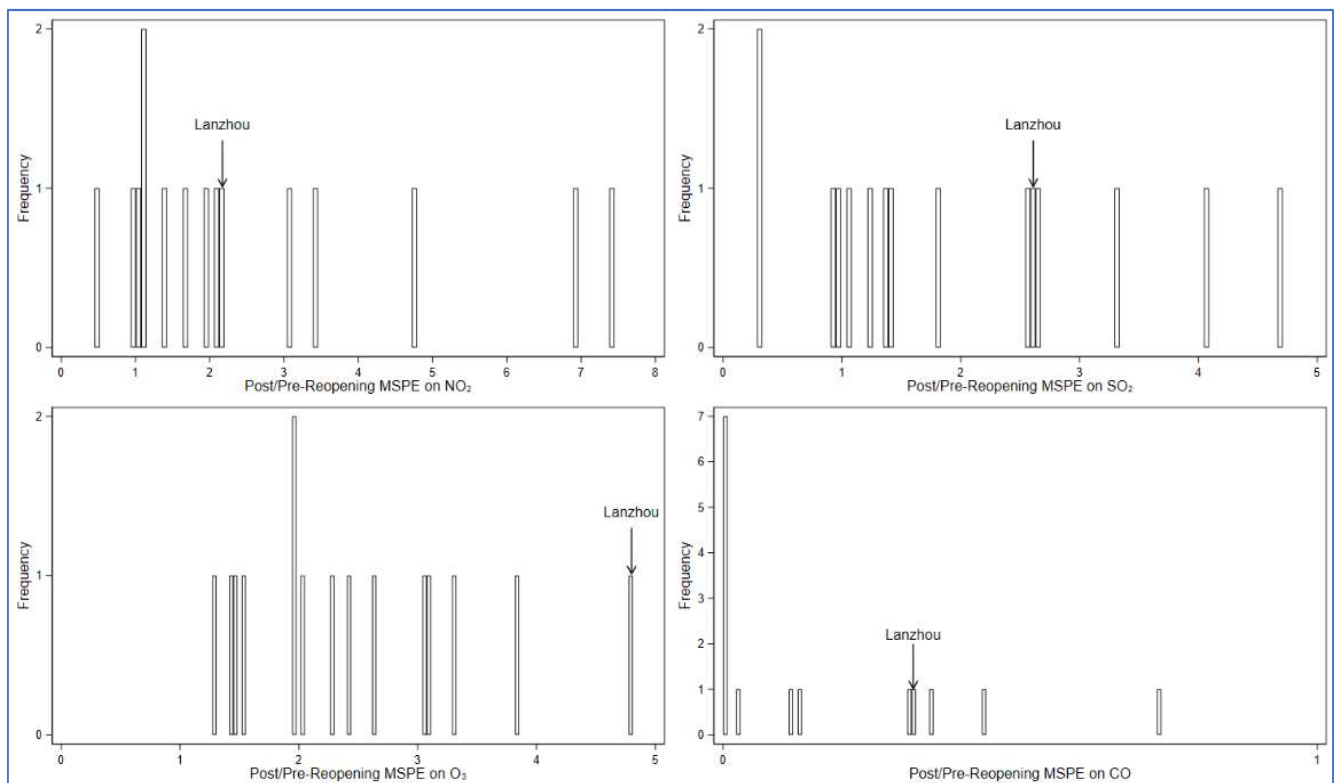 2
Lanzhou
1
Frequency
0
0 1 2 3 4 5 6 7 8
Post/Pre-Reopening MSPE on NO₂
2
Lanzhou
1
Frequency
0
0 1 2 3 4 5
Post/Pre-Reopening MSPE on SO₂
2
Lanzhou
1
Frequency
0
0 1 2 3 4 5
Post/Pre-Reopening MSPE on O₃
7
6
5
4
3
2
1
0
Frequency
Lanzhou
0 1
Post/Pre-Reopening MSPE on CO